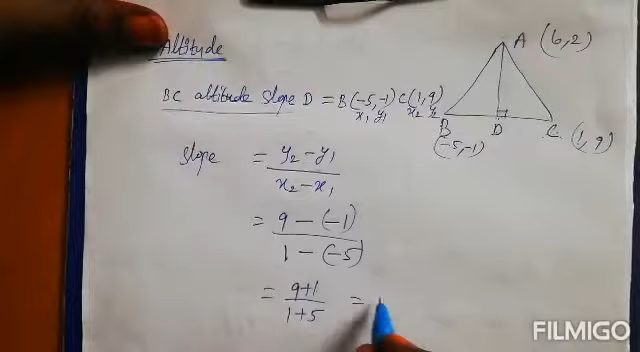 Altitude
BC altitude slope D = B(-5,-1) C(1,9)
x₁ y₁ x₂ y₂
A (6,2)
B
D
C (1,9)
(-5,-1)
slope = y₂ - y₁ / x₂ - x₁
= 9 - (-1) / 1 - (-5)
= 9+1 / 1+5 =
FILMIGO